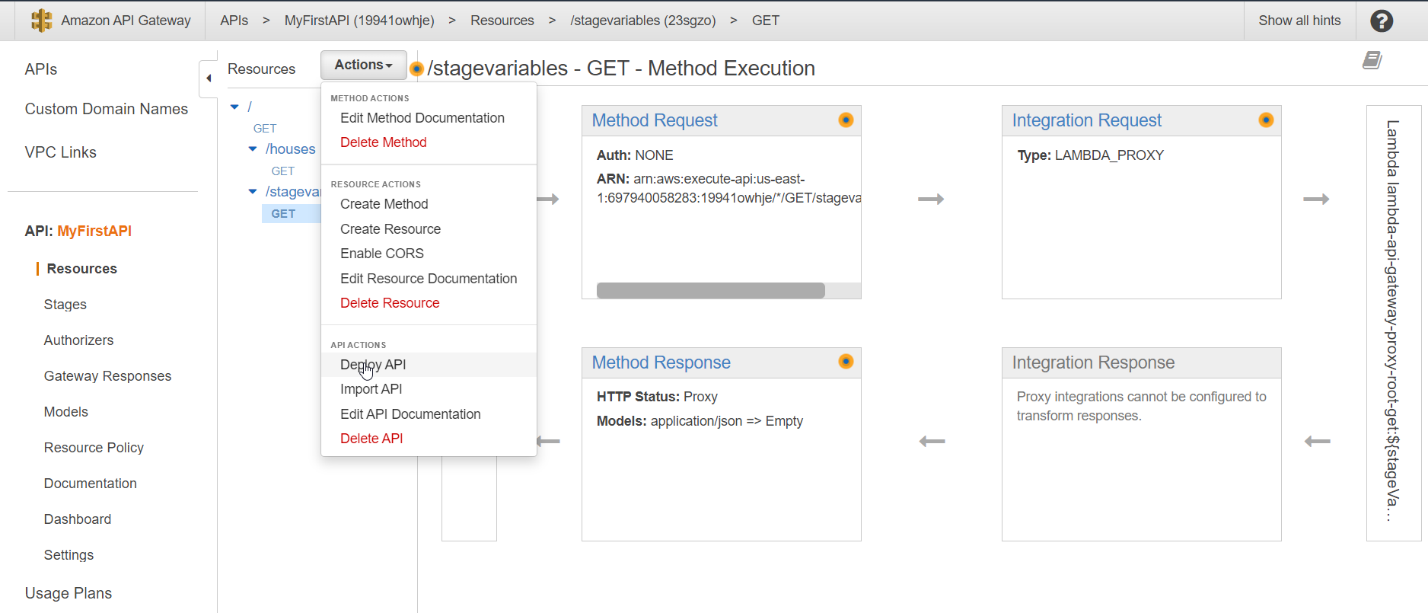 Amazon API Gateway
APIs > MyFirstAPI (19941owhje) > Resources > /stagevariables (23sgzo) > GET
Show all hints
?
APIs
Custom Domain Names
VPC Links
API: MyFirstAPI
Resources
Stages
Authorizers
Gateway Responses
Models
Resource Policy
Documentation
Dashboard
Settings
Usage Plans
Resources
Actions
/
GET
/houses
GET
/stageva
GET
METHOD ACTIONS
Edit Method Documentation
Delete Method
RESOURCE ACTIONS
Create Method
Create Resource
Enable CORS
Edit Resource Documentation
Delete Resource
API ACTIONS
Deploy API
Import API
Edit API Documentation
Delete API
/stagevariables - GET - Method Execution
Method Request
Auth: NONE
ARN: arn:aws:execute-api:us-east-
1:697940058283:19941owhje/*/GET/stageva
Integration Request
Type: LAMBDA_PROXY
Method Response
HTTP Status: Proxy
Models: application/json => Empty
Integration Response
Proxy integrations cannot be configured to
transform responses.
Lambda lambda-api-gateway-proxy-root-get:${stageVa…